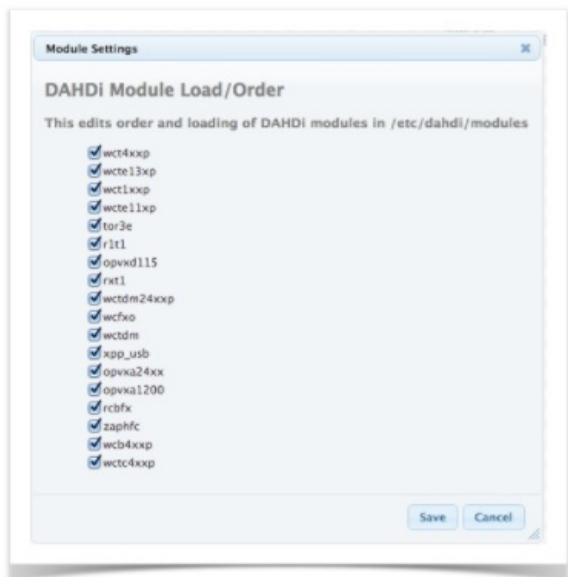 Module Settings
DAHDi Module Load/Order
This edits order and loading of DAHDi modules in /etc/dahdi/modules
wct4xxp
wcte13xp
wct1xxp
wcte11xp
tor3e
r1t1
opvxd115
rxt1
wctdm24xxp
wcfxo
wctdm
xpp_usb
opvxa24xx
opvxa1200
rcbfx
zaphfc
wcb4xxp
wctc4xxp
Save Cancel